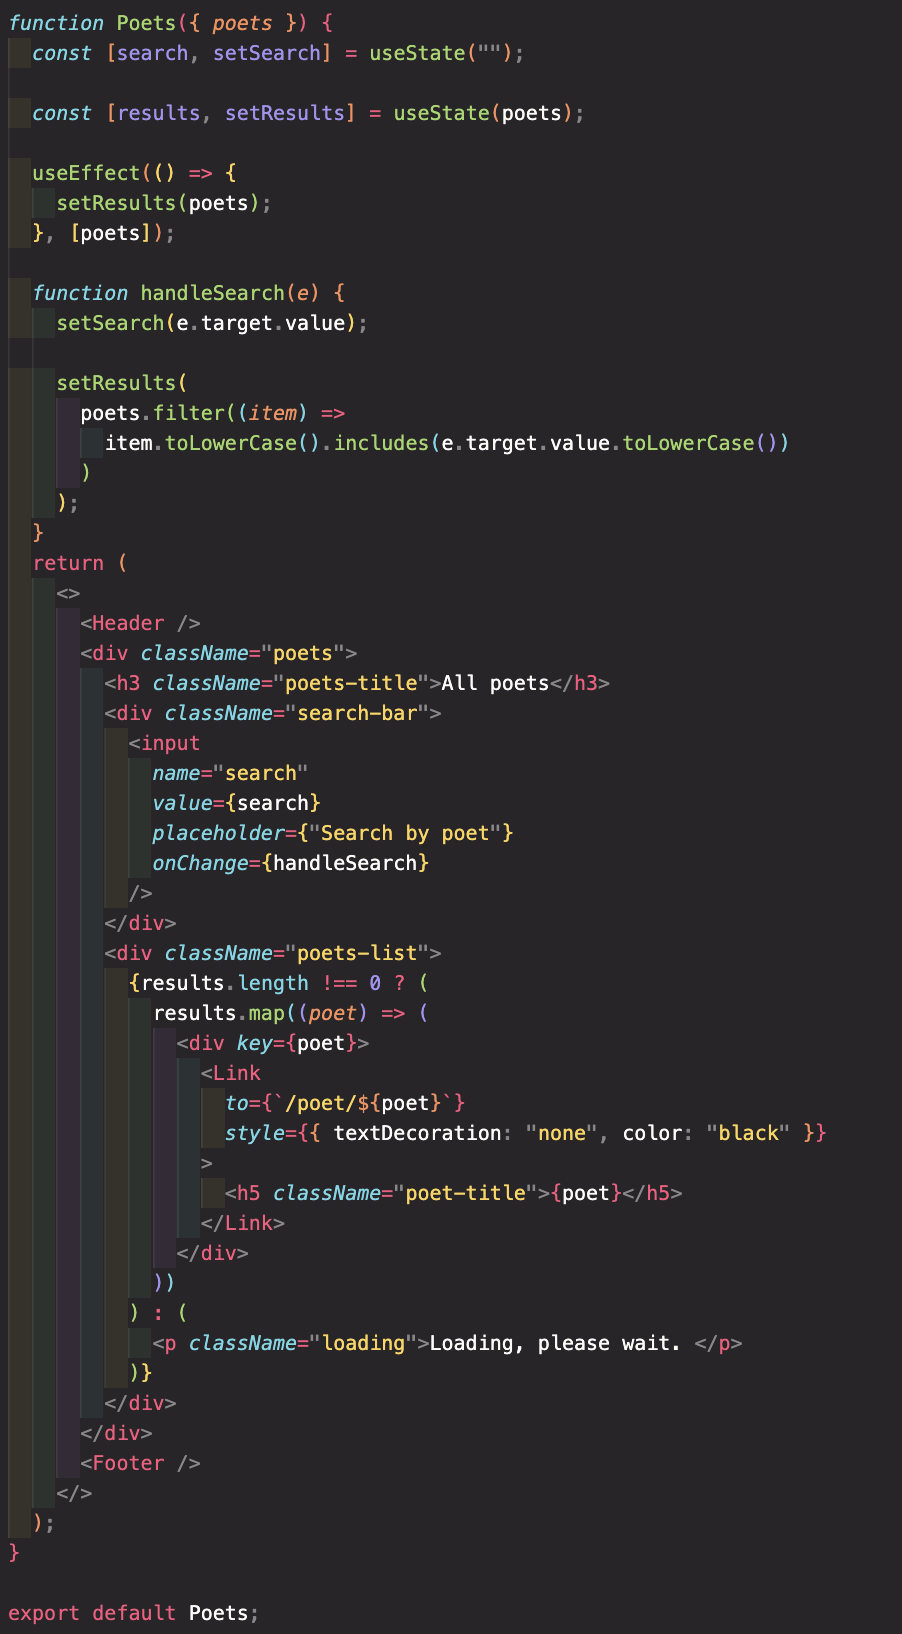 function Poets({ poets }) {
  const [search, setSearch] = useState("");

  const [results, setResults] = useState(poets);

  useEffect(() => {
    setResults(poets);
  }, [poets]);

  function handleSearch(e) {
    setSearch(e.target.value);

    setResults(
      poets.filter((item) =>
        item.toLowerCase().includes(e.target.value.toLowerCase())
      )
    );
  }
  return (
    <>
      <Header />
      <div className="poets">
        <h3 className="poets-title">All poets</h3>
        <div className="search-bar">
          <input
            name="search"
            value={search}
            placeholder={"Search by poet"}
            onChange={handleSearch}
          />
        </div>
        <div className="poets-list">
          {results.length !== 0 ? (
            results.map((poet) => (
              <div key={poet}>
                <Link
                  to={`/poet/${poet}`}
                  style={{ textDecoration: "none", color: "black" }}
                >
                  <h5 className="poet-title">{poet}</h5>
                </Link>
              </div>
            ))
          ) : (
            <p className="loading">Loading, please wait. </p>
          )}
        </div>
      </div>
      <Footer />
    </>
  );
}

export default Poets;